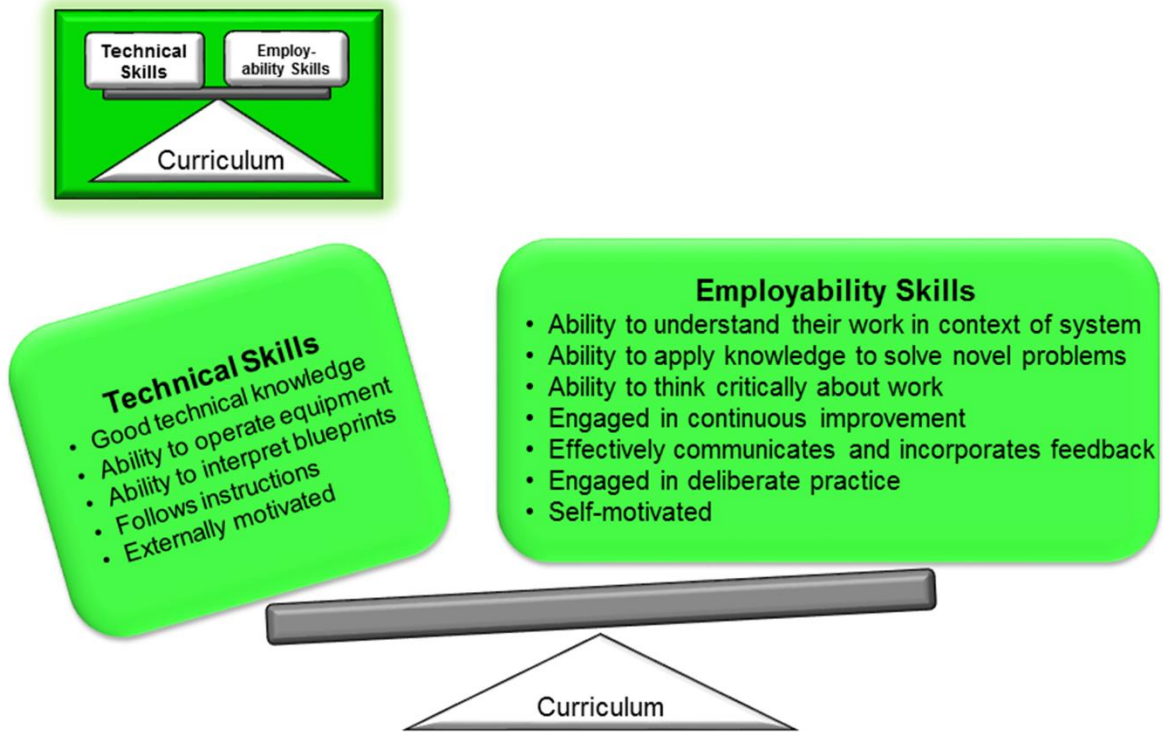 Technical
Skills
Employ-
ability Skills
Curriculum
Technical Skills
• Good technical knowledge
• Ability to operate equipment
• Ability to interpret blueprints
• Follows instructions
• Externally motivated
Employability Skills
• Ability to understand their work in context of system
• Ability to apply knowledge to solve novel problems
• Ability to think critically about work
• Engaged in continuous improvement
• Effectively communicates and incorporates feedback
• Engaged in deliberate practice
• Self-motivated
Curriculum